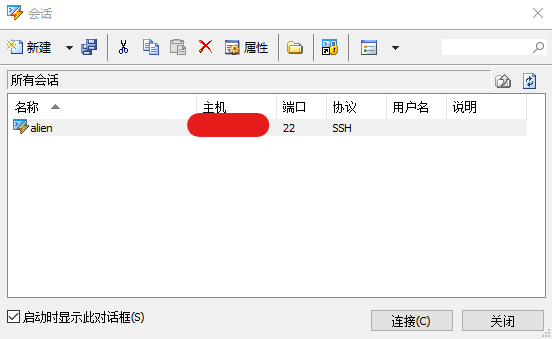 会话
新建 属性
所有会话
名称 主机 端口 协议 用户名 说明
alien 22 SSH
启动时显示此对话框(S) 连接(C) 关闭